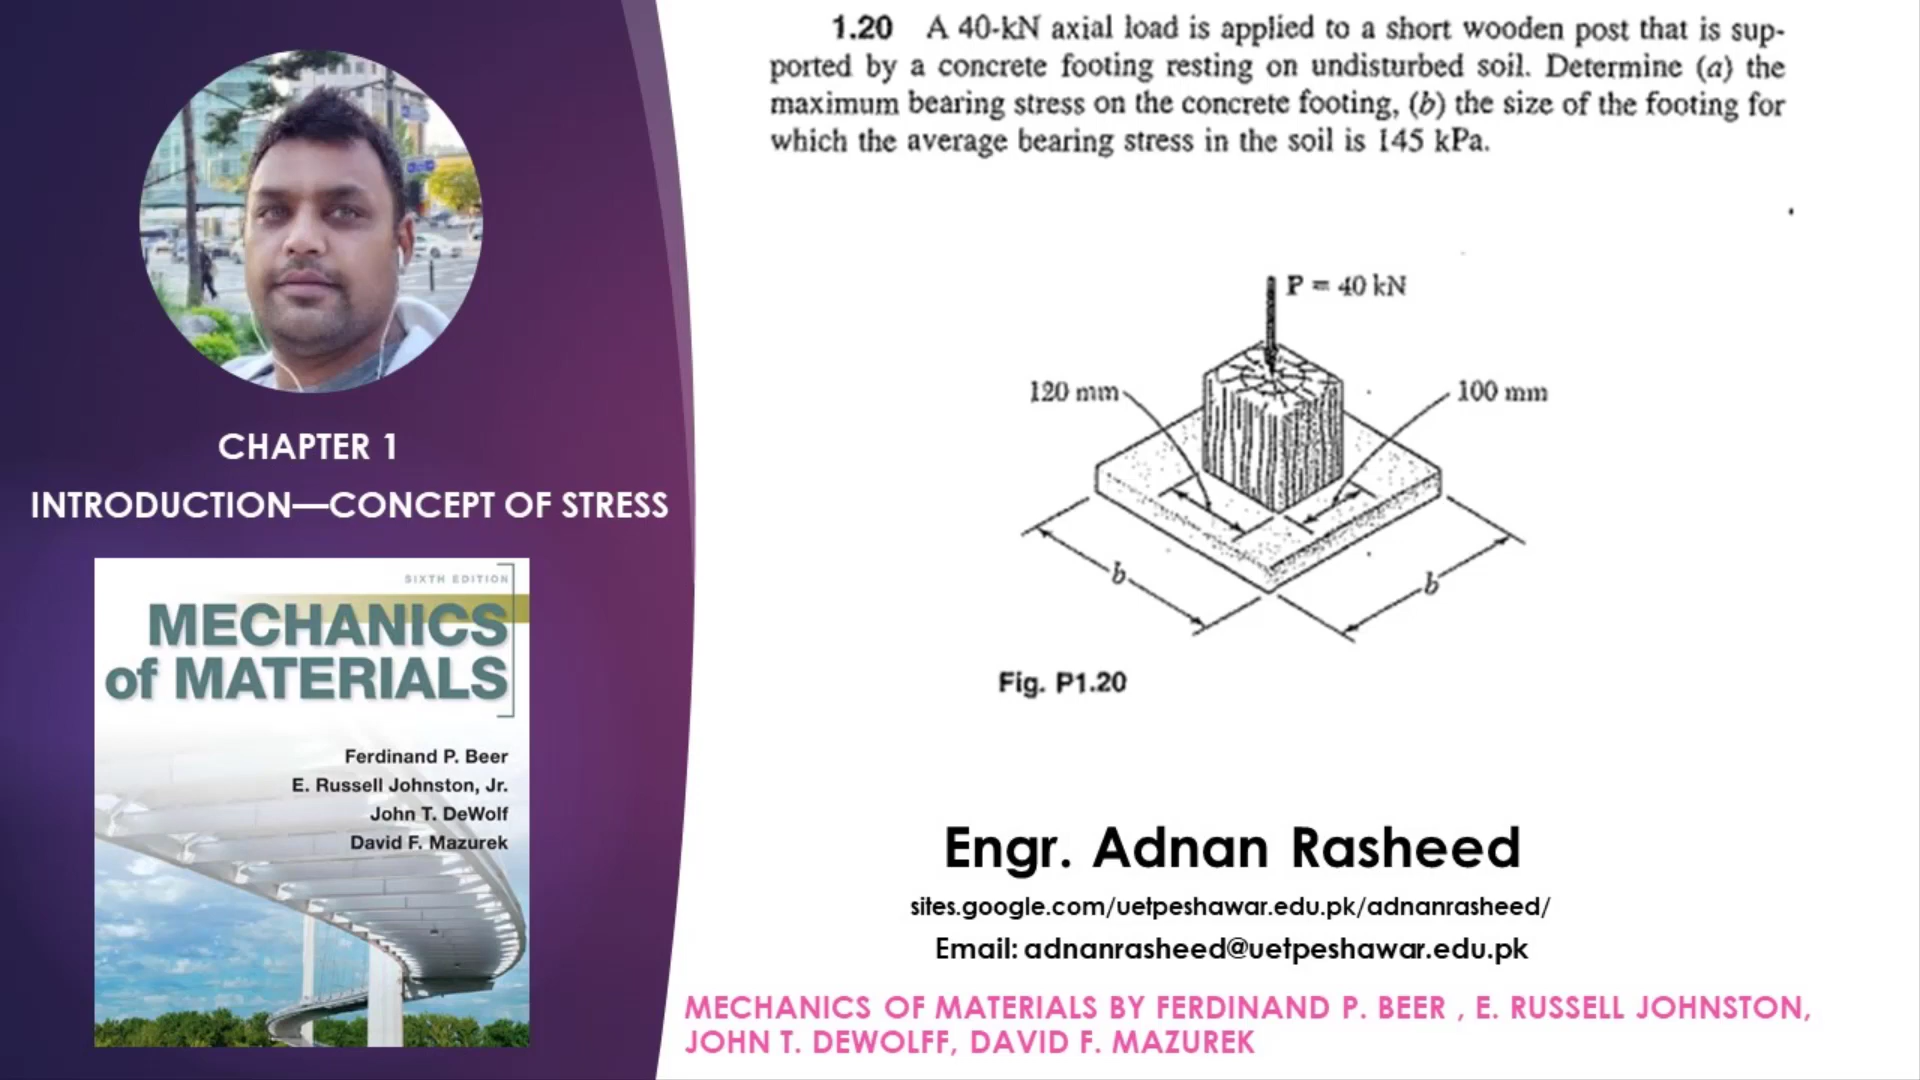 1.20 A 40-kN axial load is applied to a short wooden post that is sup-
ported by a concrete footing resting on undisturbed soil. Determine (a) the
maximum bearing stress on the concrete footing, (b) the size of the footing for
which the average bearing stress in the soil is 145 kPa.
P = 40 kN
120 mm
100 mm
b
b
Fig. P1.20
CHAPTER 1
INTRODUCTION—CONCEPT OF STRESS
SIXTH EDITION
MECHANICS
of MATERIALS
Ferdinand P. Beer
E. Russell Johnston, Jr.
John T. DeWolf
David F. Mazurek
Engr. Adnan Rasheed
sites.google.com/uetpeshawar.edu.pk/adnanrasheed/
Email: adnanrasheed@uetpeshawar.edu.pk
MECHANICS OF MATERIALS BY FERDINAND P. BEER , E. RUSSELL JOHNSTON,
JOHN T. DEWOLFF, DAVID F. MAZUREK